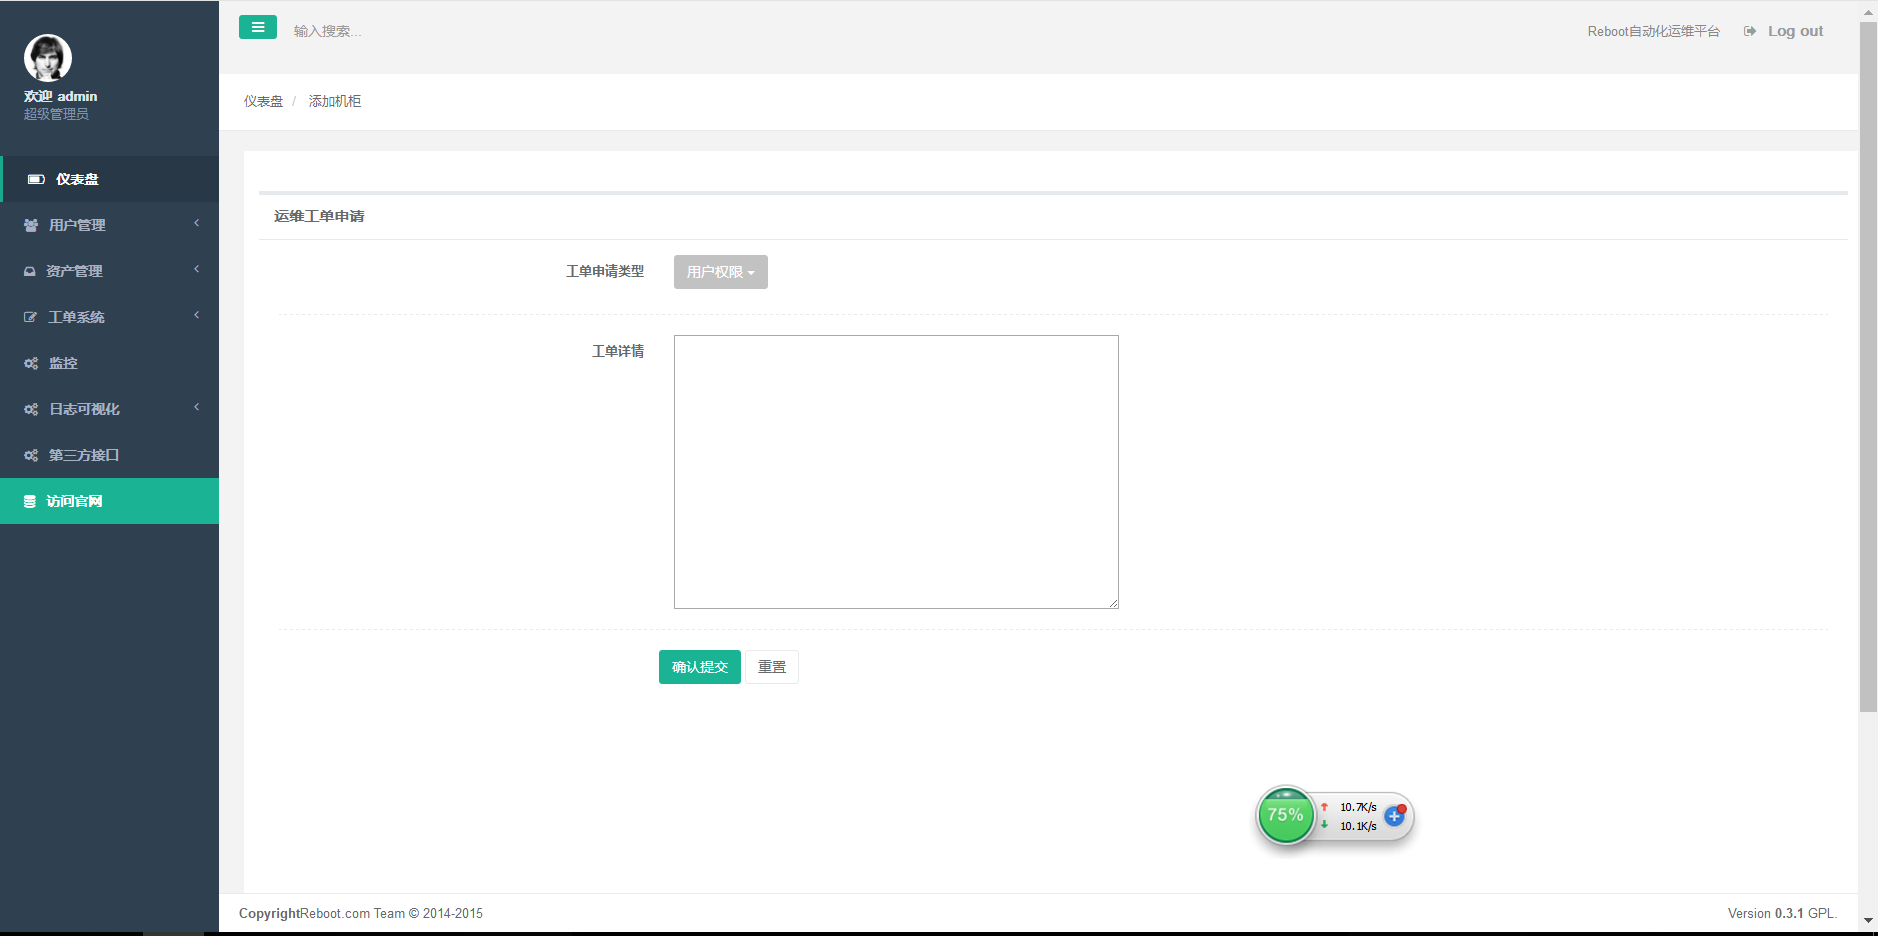 输入搜索...
Reboot自动化运维平台
Log out
欢迎 admin
超级管理员
仪表盘
用户管理
资产管理
工单系统
监控
日志可视化
第三方接口
访问官网
仪表盘 / 添加机柜
运维工单申请
工单申请类型
用户权限
工单详情
确认提交
重置
75%
10.7K/s
10.1K/s
CopyrightReboot.com Team © 2014-2015
Version 0.3.1 GPL.